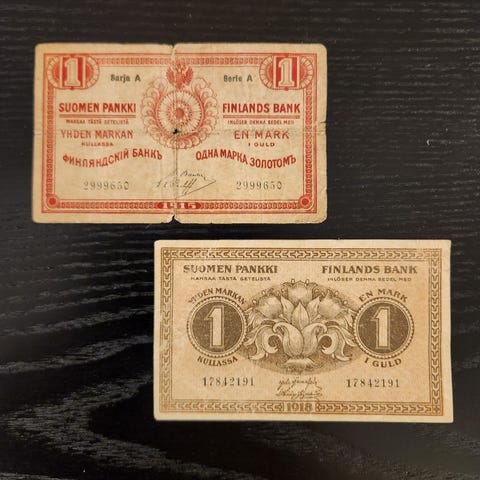 1 Sarja A Serie A 1
SUOMEN PANKKI FINLANDS BANK
MAKSAA TÄSTÄ SETELISTÄ INLÖSER DENNA SEDEL MED
YHDEN MARKAN EN MARK
KULLASSA I GULD
ФИНЛЯНДСКІЙ БАНКЪ ОДНА МАРКА ЗОЛОТОМЪ
2999650 2999650
1915
SUOMEN PANKKI FINLANDS BANK
MAKSAA TÄSTÄ SETELISTÄ INLÖSER DENNA SEDEL MED
YHDEN MARKAN EN MARK
1 1
KULLASSA I GULD
17842191 17842191
1918